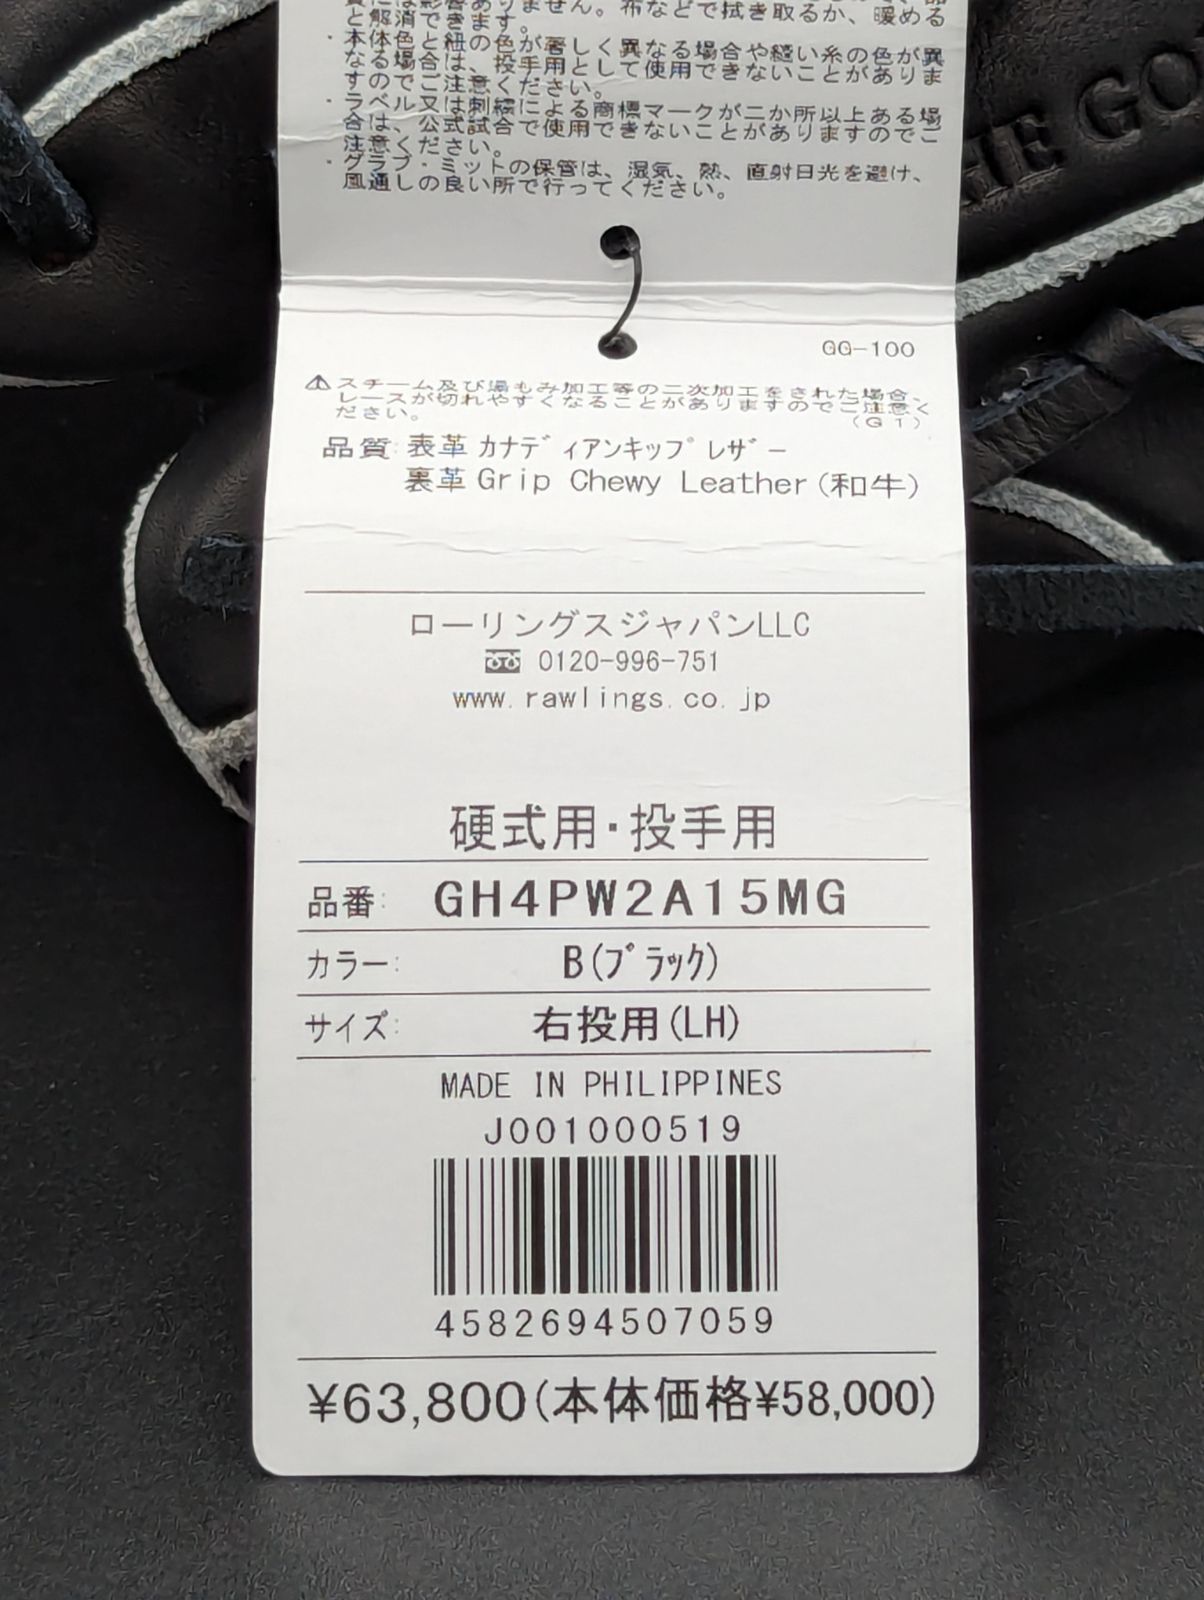 には影響ありません。布などで拭き取るか、暖める
と解消できます。
・本体色と紐の色が著しく異なる場合や縫い糸の色が異
なる場合は、投手用として使用できないことがありま
すのでご注意ください。
・ラベル又は刺繍による商標マークが二か所以上ある場
合は、公式試合で使用できないことがありますのでご
注意ください。
・グラブ・ミットの保管は、湿気、熱、直射日光を避け、
風通しの良い所で行ってください。
HE GO
GG-100
⚠スチーム及び湯もみ加工等の二次加工をされた場合、
レースが切れやすくなることがありますのでご注意く
ださい。
(G1)
品質:表革 カナディアンキップレザー
裏革 Grip Chewy Leather(和牛)
ローリングスジャパンLLC
0120-996-751
www.rawlings.co.jp
硬式用・投手用
品番: GH4PW2A15MG
カラー: B(ブラック)
サイズ: 右投用(LH)
MADE IN PHILIPPINES
J001000519
4582694507059
¥63,800(本体価格¥58,000)